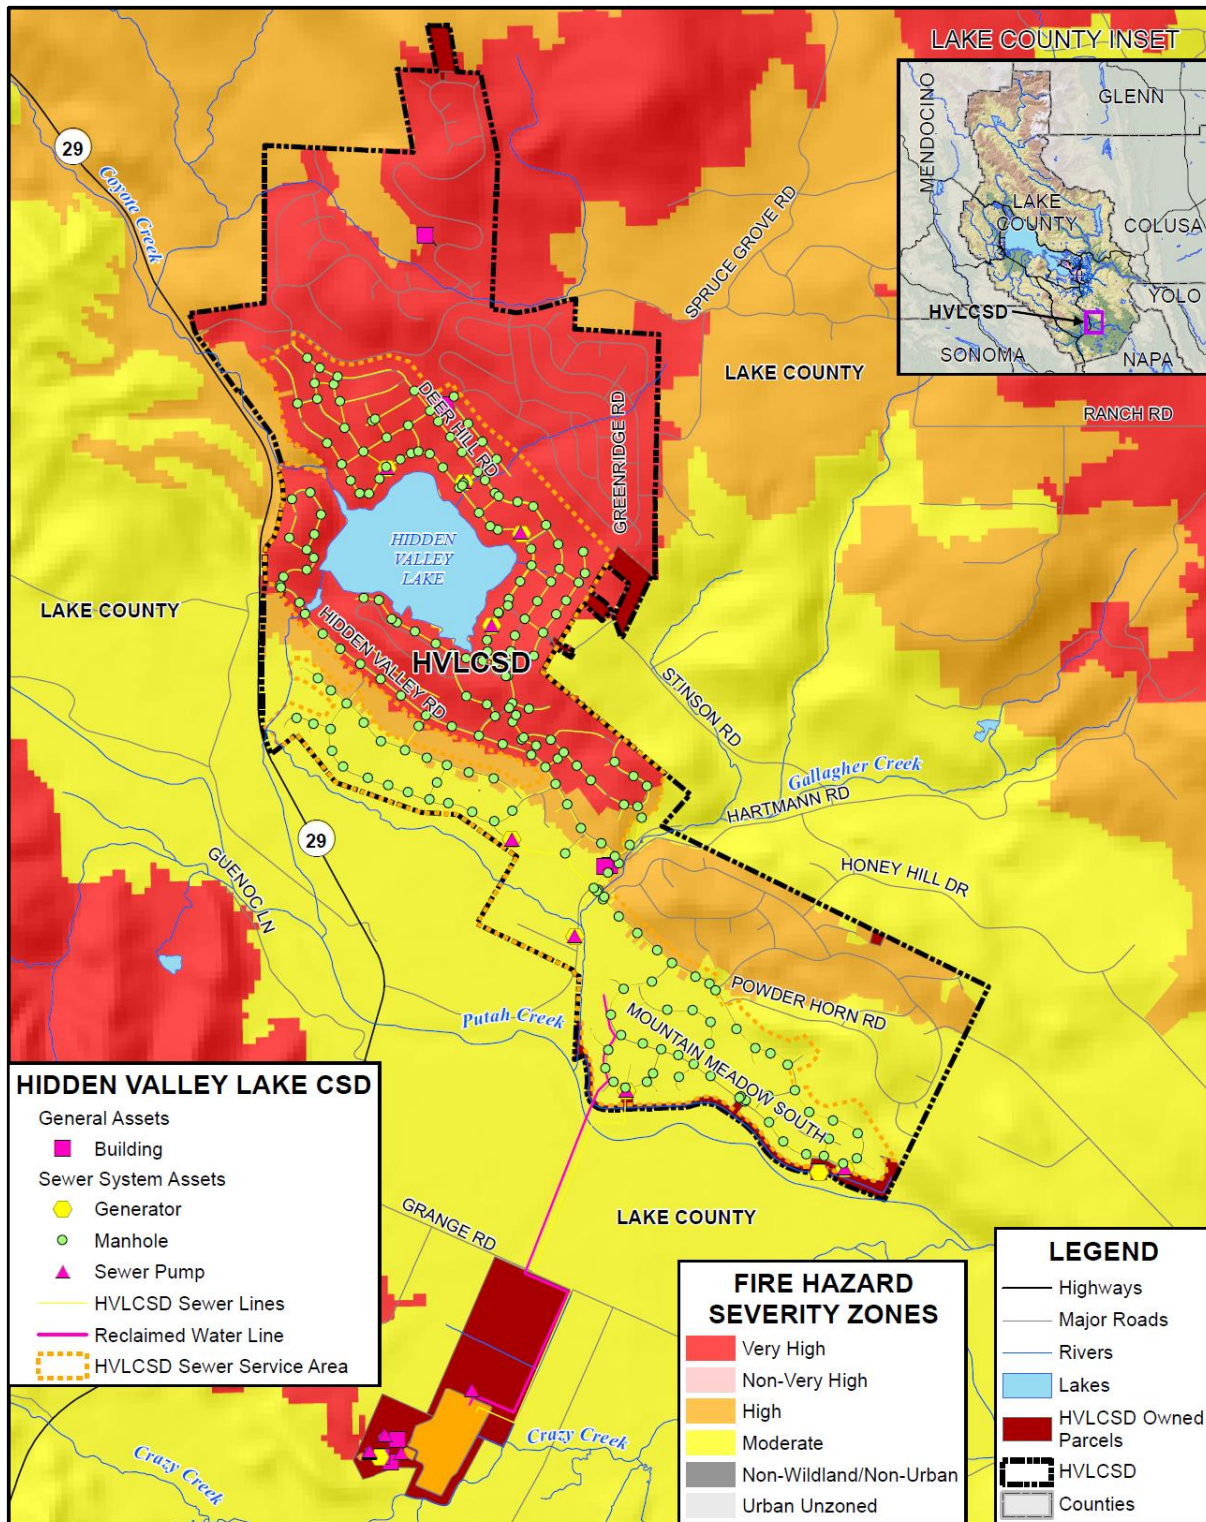 LAKE COUNTY INSET
MENDOCINO
GLENN
LAKE
COUNTY
COLUSA
YOLO
HVLCSD
SONOMA
NAPA
29
Coyote Creek
SPRUCE GROVE RD
LAKE COUNTY
RANCH RD
DEER HILL RD
GREENRIDGE RD
HIDDEN
VALLEY
LAKE
LAKE COUNTY
HIDDEN VALLEY RD
HVLCSD
STINSON RD
Gallagher Creek
HARTMANN RD
29
GUENOC LN
HONEY HILL DR
POWDER HORN RD
Putah Creek
MOUNTAIN MEADOW SOUTH
LAKE COUNTY
GRANGE RD
Crazy Creek
Crazy Creek
HIDDEN VALLEY LAKE CSD
General Assets
Building
Sewer System Assets
Generator
Manhole
Sewer Pump
HVLCSD Sewer Lines
Reclaimed Water Line
HVLCSD Sewer Service Area
FIRE HAZARD
SEVERITY ZONES
Very High
Non-Very High
High
Moderate
Non-Wildland/Non-Urban
Urban Unzoned
LEGEND
Highways
Major Roads
Rivers
Lakes
HVLCSD Owned
Parcels
HVLCSD
Counties